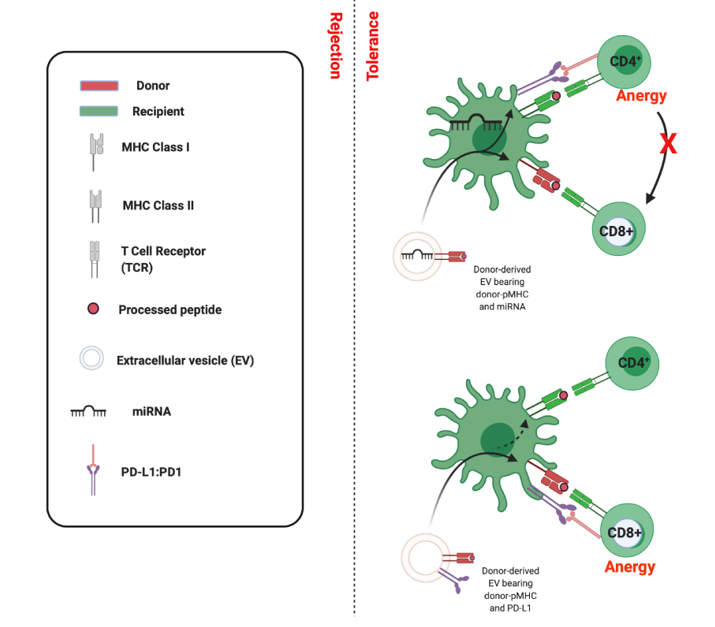 Rejection
Tolerance
Donor
Recipient
MHC Class I
MHC Class II
T Cell Receptor
(TCR)
Processed peptide
Extracellular vesicle (EV)
miRNA
PD-L1:PD1
CD4+
Anergy
X
CD8+
Donor-derived
EV bearing
donor-pMHC
and miRNA
CD4+
CD8+
Anergy
Donor-derived
EV bearing
donor-pMHC
and PD-L1